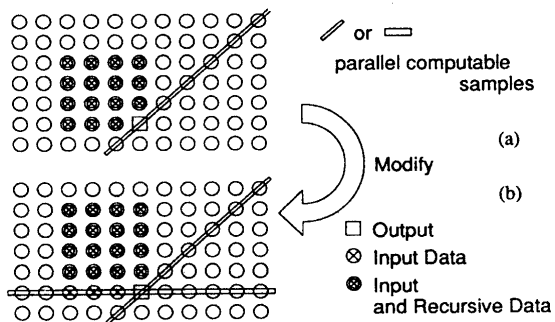 or
parallel computable
samples
(a)
Modify
(b)
Output
Input Data
Input
and Recursive Data